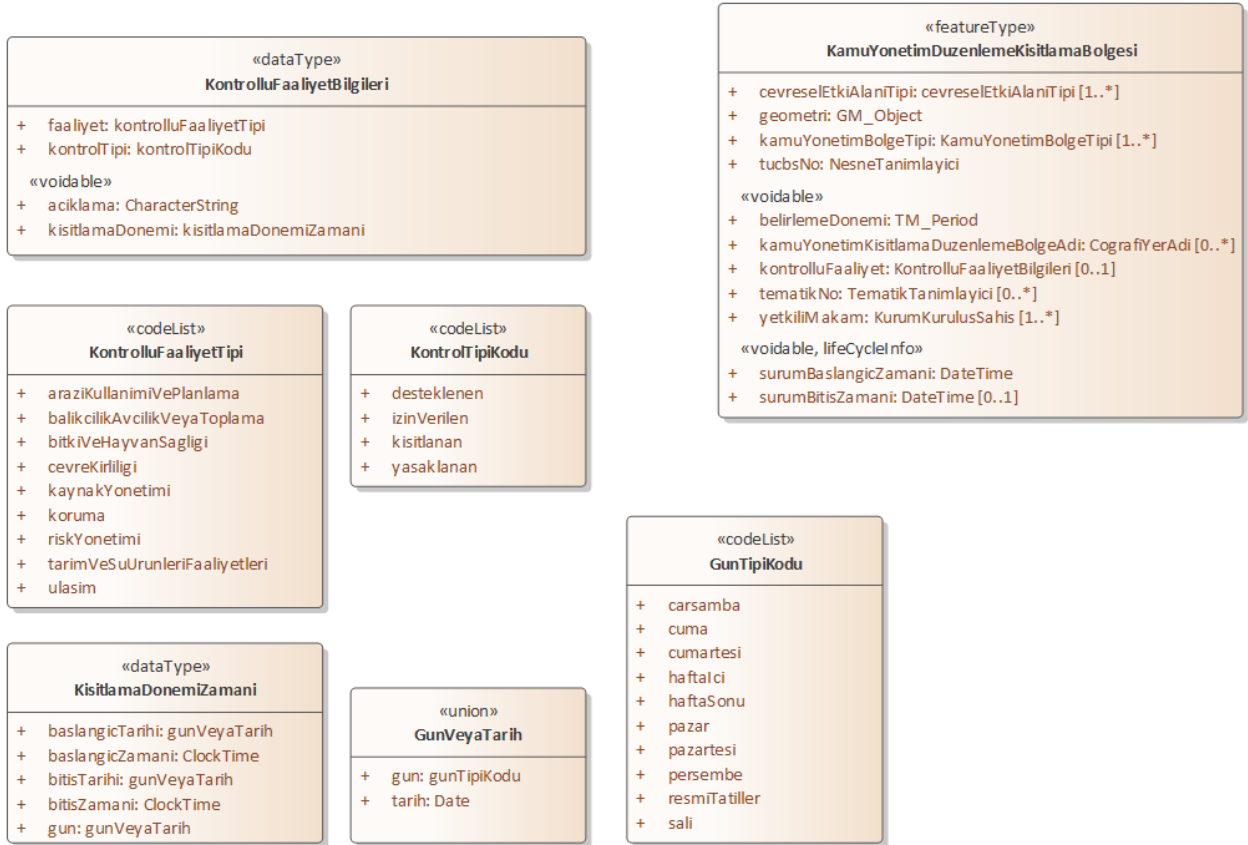 «dataType»
KontrolluFaaliyetBilgileri
+ faaliyet: kontrolluFaaliyetTipi
+ kontrolTipi: kontrolTipiKodu
«voidable»
+ aciklama: CharacterString
+ kisitlamaDonemi: kisitlamaDonemiZamani
«featureType»
KamuYonetimDuzenlemeKisitlamaBolgesi
+ cevreselEtkiAlaniTipi: cevreselEtkiAlaniTipi [1..*]
+ geometri: GM_Object
+ kamuYonetimBolgeTipi: KamuYonetimBolgeTipi [1..*]
+ tucbsNo: NesneTanimlayici
«voidable»
+ belirlemeDonemi: TM_Period
+ kamuYonetimKisitlamaDuzenlemeBolgeAdi: CografiYerAdi [0..*]
+ kontrolluFaaliyet: KontrolluFaaliyetBilgileri [0..1]
+ tematikNo: TematikTanimlayici [0..*]
+ yetkiliMakam: KurumKurulusSahis [1..*]
«voidable, lifeCycleInfo»
+ surumBaslangicZamani: DateTime
+ surumBitisZamani: DateTime [0..1]
«codeList»
KontrolluFaaliyetTipi
+ araziKullanimiVePlanlama
+ balikcilikAvcilikVeyaToplama
+ bitkiVeHayvanSagligi
+ cevreKirliligi
+ kaynakYonetimi
+ koruma
+ riskYonetimi
+ tarimVeSuUrunleriFaaliyetleri
+ ulasim
«codeList»
KontrolTipiKodu
+ desteklenen
+ izinVerilen
+ kisitlanan
+ yasaklanan
«codeList»
GunTipiKodu
+ carsamba
+ cuma
+ cumartesi
+ haftaIci
+ haftaSonu
+ pazar
+ pazartesi
+ persembe
+ resmiTatiller
+ sali
«dataType»
KisitlamaDonemiZamani
+ baslangicTarihi: gunVeyaTarih
+ baslangicZamani: ClockTime
+ bitisTarihi: gunVeyaTarih
+ bitisZamani: ClockTime
+ gun: gunVeyaTarih
«union»
GunVeyaTarih
+ gun: gunTipiKodu
+ tarih: Date